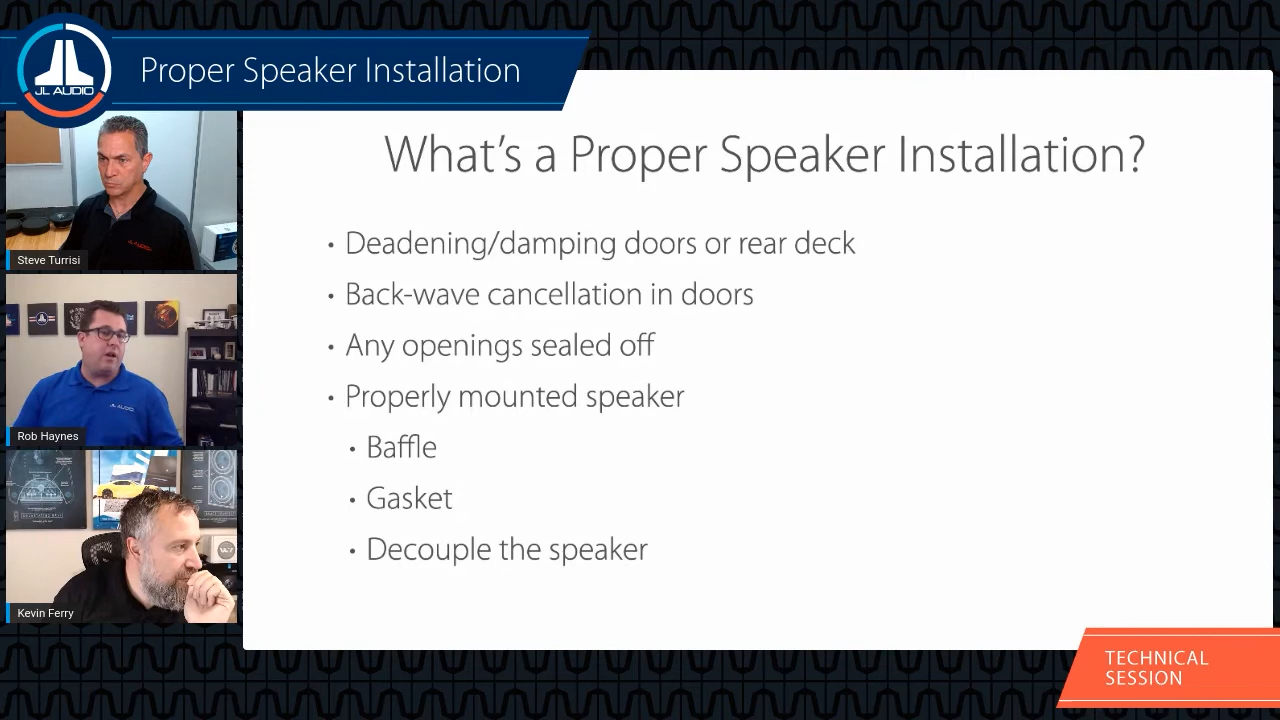 JL AUDIO
Proper Speaker Installation
What's a Proper Speaker Installation?
• Deadening/damping doors or rear deck
• Back-wave cancellation in doors
• Any openings sealed off
• Properly mounted speaker
• Baffle
• Gasket
• Decouple the speaker
Steve Turrisi
JL AUDIO
Rob Haynes
Kevin Ferry
TECHNICAL
SESSION